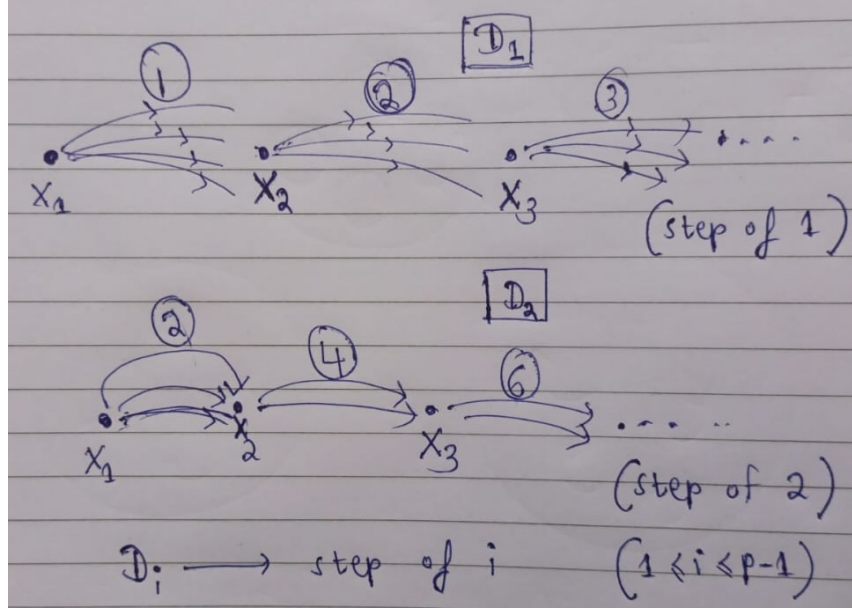 D₁
① ② ③
X₁ X₂ X₃ ....
(step of 1)
D₂
② ④ ⑥
X₁ X₂ X₃ .... ..
(step of 2)
Dᵢ → step of i (1 ≤ i ≤ p-1)